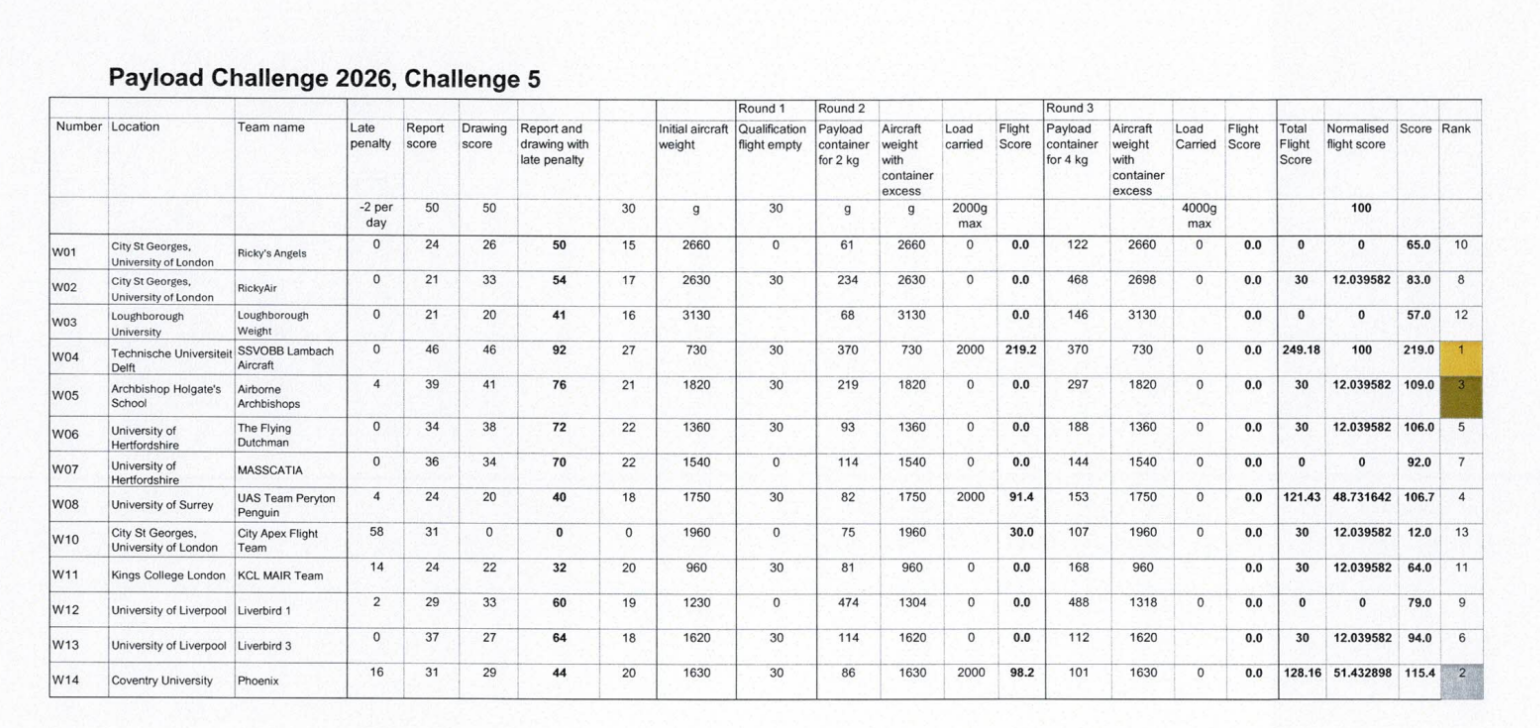 Payload Challenge 2026, Challenge 5
Round 1 Round 2 Round 3
Number Location Team name Late penalty Report score Drawing score Report and drawing with late penalty Initial aircraft weight Qualification flight empty Payload container for 2 kg Aircraft weight with container excess Load carried Flight Score Payload container for 4 kg Aircraft weight with container excess Load Carried Flight Score Total Flight Score Normalised flight score Score Rank
-2 per day 50 50 30 g 30 g g 2000g max 4000g max 100
W01 City St Georges, University of London Ricky's Angels 0 24 26 50 15 2660 0 61 2660 0 0.0 122 2660 0 0.0 0 0 65.0 10
W02 City St Georges, University of London RickyAir 0 21 33 54 17 2630 30 234 2630 0 0.0 468 2698 0 0.0 30 12.039582 83.0 8
W03 Loughborough University Loughborough Weight 0 21 20 41 16 3130 68 3130 0.0 146 3130 0.0 0 0 57.0 12
W04 Technische Universiteit Delft SSVOBB Lambach Aircraft 0 46 46 92 27 730 30 370 730 2000 219.2 370 730 0 0.0 249.18 100 219.0 1
W05 Archbishop Holgate's School Airborne Archbishops 4 39 41 76 21 1820 30 219 1820 0 0.0 297 1820 0 0.0 30 12.039582 109.0 3
W06 University of Hertfordshire The Flying Dutchman 0 34 38 72 22 1360 30 93 1360 0 0.0 188 1360 0 0.0 30 12.039582 106.0 5
W07 University of Hertfordshire MASSCATIA 0 36 34 70 22 1540 0 114 1540 0 0.0 144 1540 0 0.0 0 0 92.0 7
W08 University of Surrey UAS Team Peryton Penguin 4 24 20 40 18 1750 30 82 1750 2000 91.4 153 1750 0 0.0 121.43 48.731642 106.7 4
W10 City St Georges, University of London City Apex Flight Team 58 31 0 0 0 1960 30 75 1960 30.0 107 1960 0 0.0 30 12.039582 12.0 13
W11 Kings College London KCL MAIR Team 14 24 22 32 20 960 30 81 960 0 0.0 168 960 0.0 30 12.039582 64.0 11
W12 University of Liverpool Liverbird 1 2 29 33 60 19 1230 0 474 1304 0 0.0 488 1318 0 0.0 0 0 79.0 9
W13 University of Liverpool Liverbird 3 0 37 27 64 18 1620 30 114 1620 0 0.0 112 1620 0.0 30 12.039582 94.0 6
W14 Coventry University Phoenix 16 31 29 44 20 1630 30 86 1630 2000 98.2 101 1630 0 0.0 128.16 51.432898 115.4 2